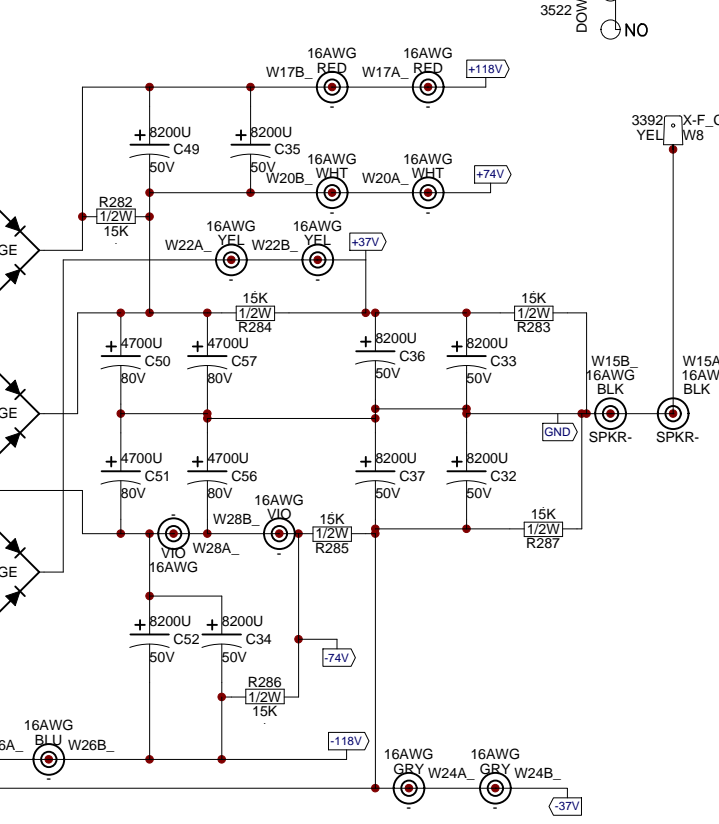 3522
DOW
NO
16AWG
RED
W17B_
16AWG
RED
W17A_
+118V
3392
YEL
X-F_
W8
+ 8200U
C49
50V
+ 8200U
C35
50V
16AWG
WHT
W20B_
16AWG
WHT
W20A_
+74V
R282
1/2W
15K
16AWG
YEL
W22A_
16AWG
YEL
W22B_
+37V
GE
15K
1/2W
R284
15K
1/2W
R283
+ 4700U
C50
80V
+ 4700U
C57
80V
+ 8200U
C36
50V
+ 8200U
C33
50V
W15B_
16AWG
BLK
SPKR-
W15A
16AW
BLK
SPKR-
GE
GND
+ 4700U
C51
80V
+ 4700U
C56
80V
+ 8200U
C37
50V
+ 8200U
C32
50V
VIO
16AWG
W28A_
16AWG
VIO
W28B_
15K
1/2W
R285
15K
1/2W
R287
GE
+ 8200U
C52
50V
+ 8200U
C34
50V
-74V
R286
1/2W
15K
6A_
16AWG
BLU
W26B_
-118V
16AWG
GRY
W24A_
16AWG
GRY
W24B_
-37V